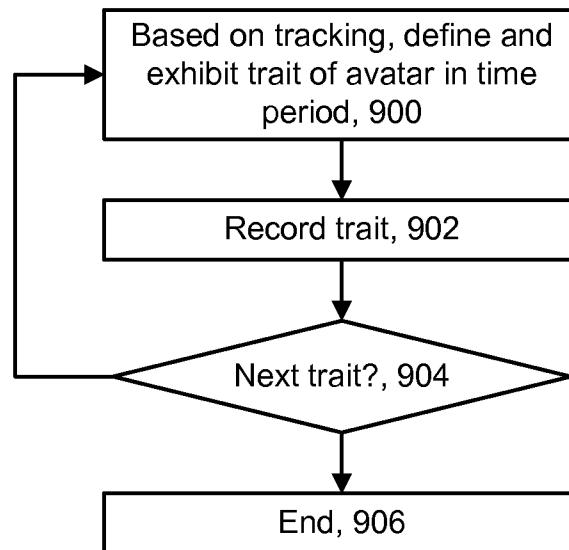 Based on tracking, define and
exhibit trait of avatar in time
period, 900
Record trait, 902
Next trait?, 904
End, 906